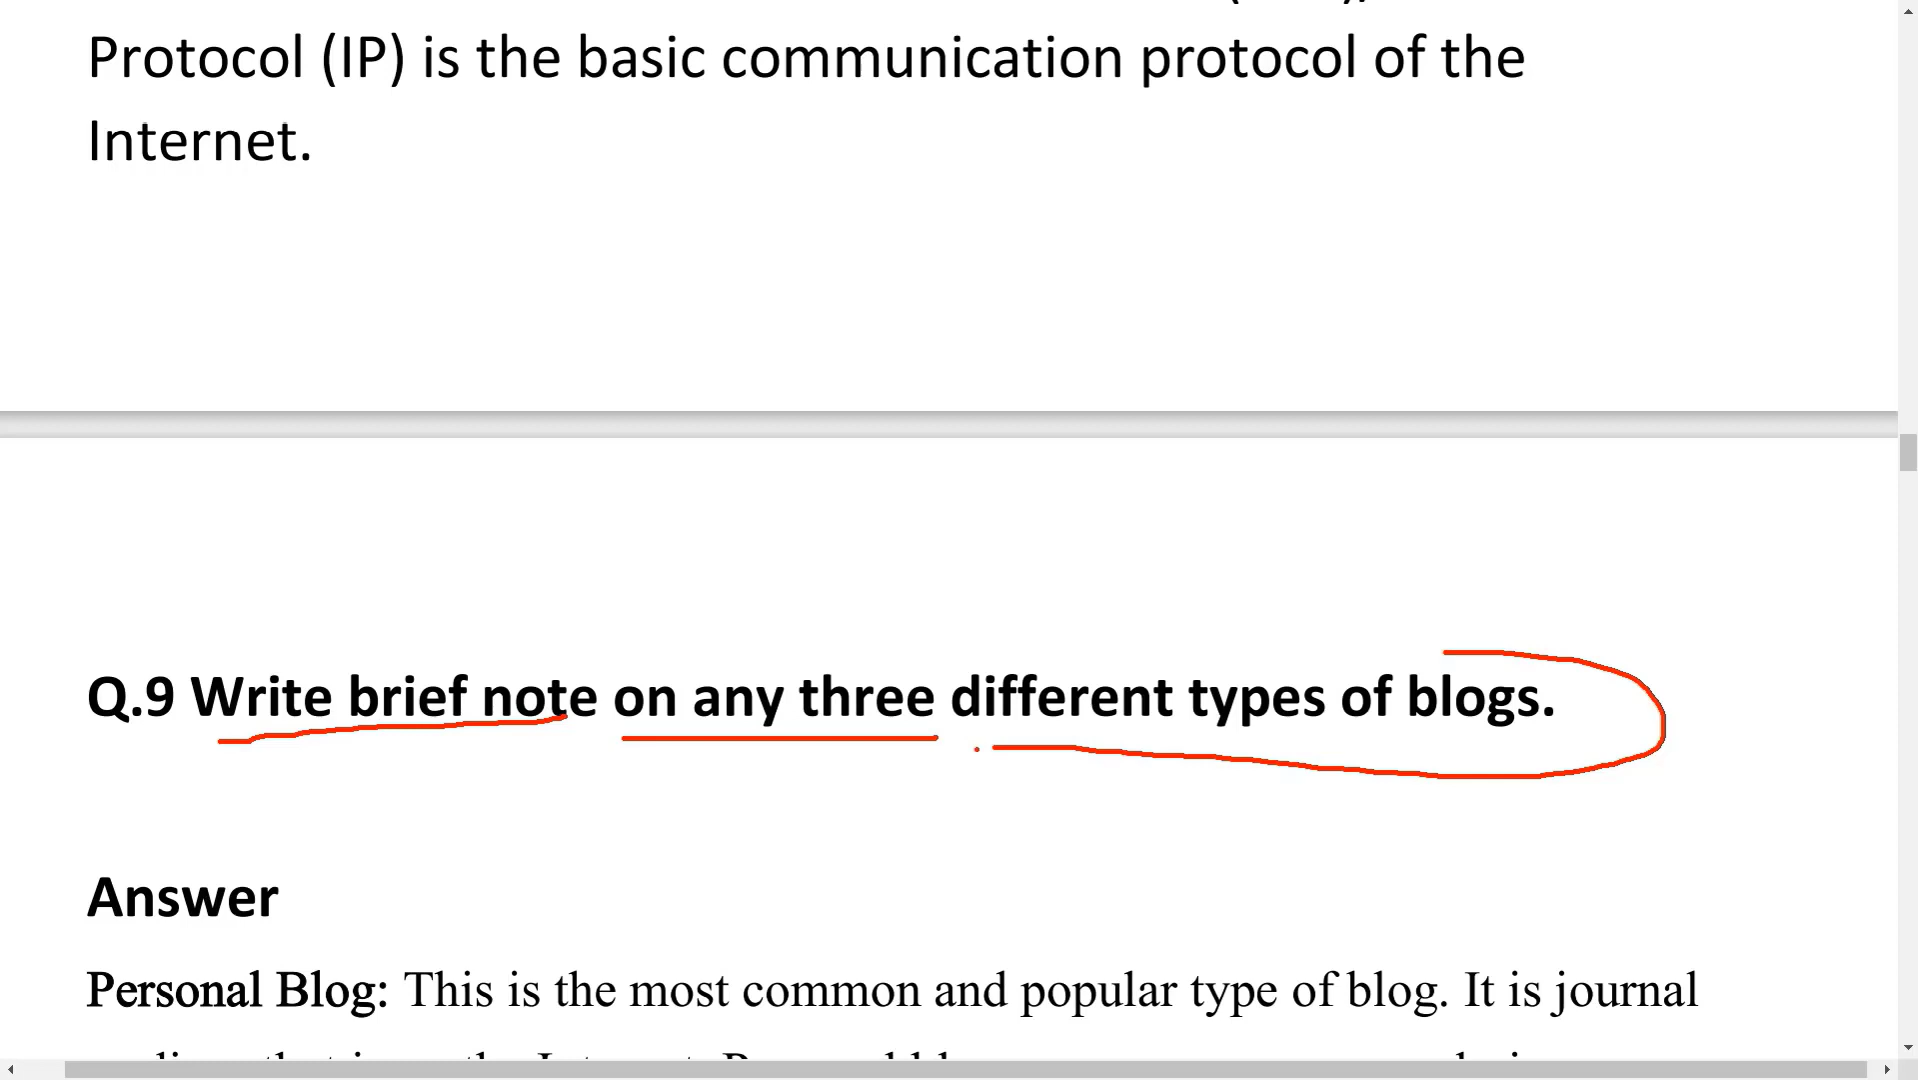 Protocol (IP) is the basic communication protocol of the
Internet.
Q.9 Write brief note on any three different types of blogs.
Answer
Personal Blog: This is the most common and popular type of blog. It is journal